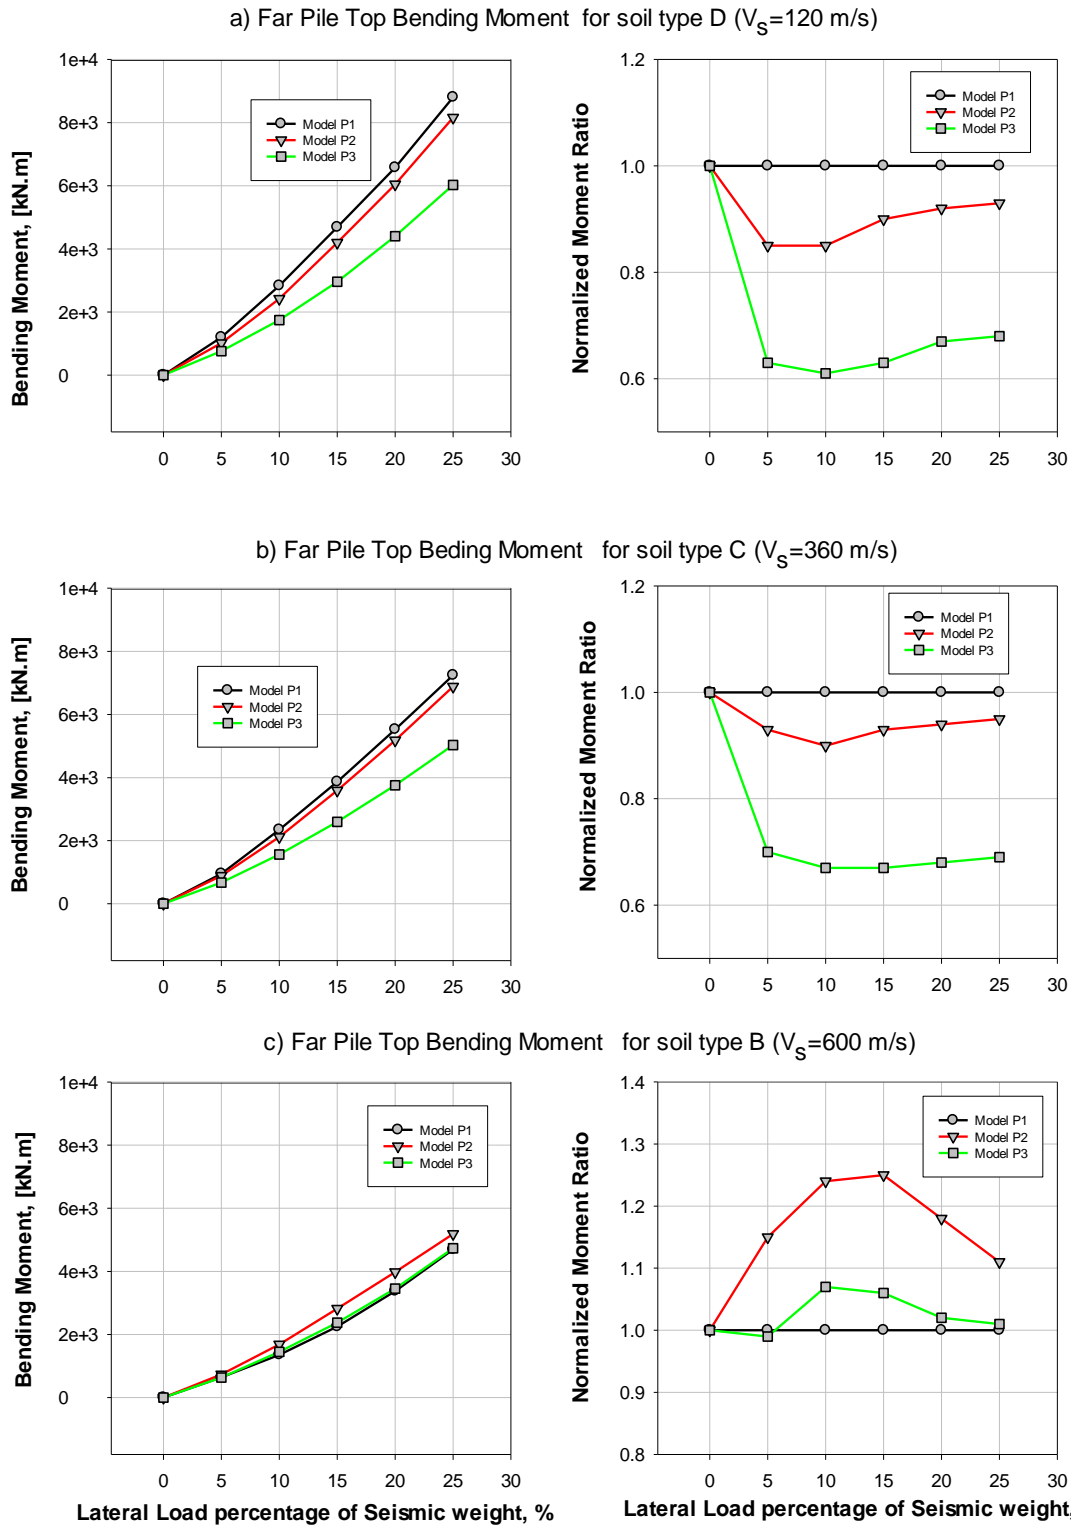 a) Far Pile Top Bending Moment for soil type D (VS=120 m/s)
1e+4
8e+3
6e+3
4e+3
2e+3
0
Bending Moment, [kN.m]
Model P1
Model P2
Model P3
0 5 10 15 20 25 30
1.2
1.0
0.8
0.6
Normalized Moment Ratio
Model P1
Model P2
Model P3
0 5 10 15 20 25 30
b) Far Pile Top Beding Moment for soil type C (VS=360 m/s)
1e+4
8e+3
6e+3
4e+3
2e+3
0
Bending Moment, [kN.m]
Model P1
Model P2
Model P3
0 5 10 15 20 25 30
1.2
1.0
0.8
0.6
Normalized Moment Ratio
Model P1
Model P2
Model P3
0 5 10 15 20 25 30
c) Far Pile Top Bending Moment for soil type B (VS=600 m/s)
1e+4
8e+3
6e+3
4e+3
2e+3
0
Bending Moment, [kN.m]
Model P1
Model P2
Model P3
0 5 10 15 20 25 30
Lateral Load percentage of Seismic weight, %
1.4
1.3
1.2
1.1
1.0
0.9
0.8
Normalized Moment Ratio
Model P1
Model P2
Model P3
0 5 10 15 20 25 30
Lateral Load percentage of Seismic weight,